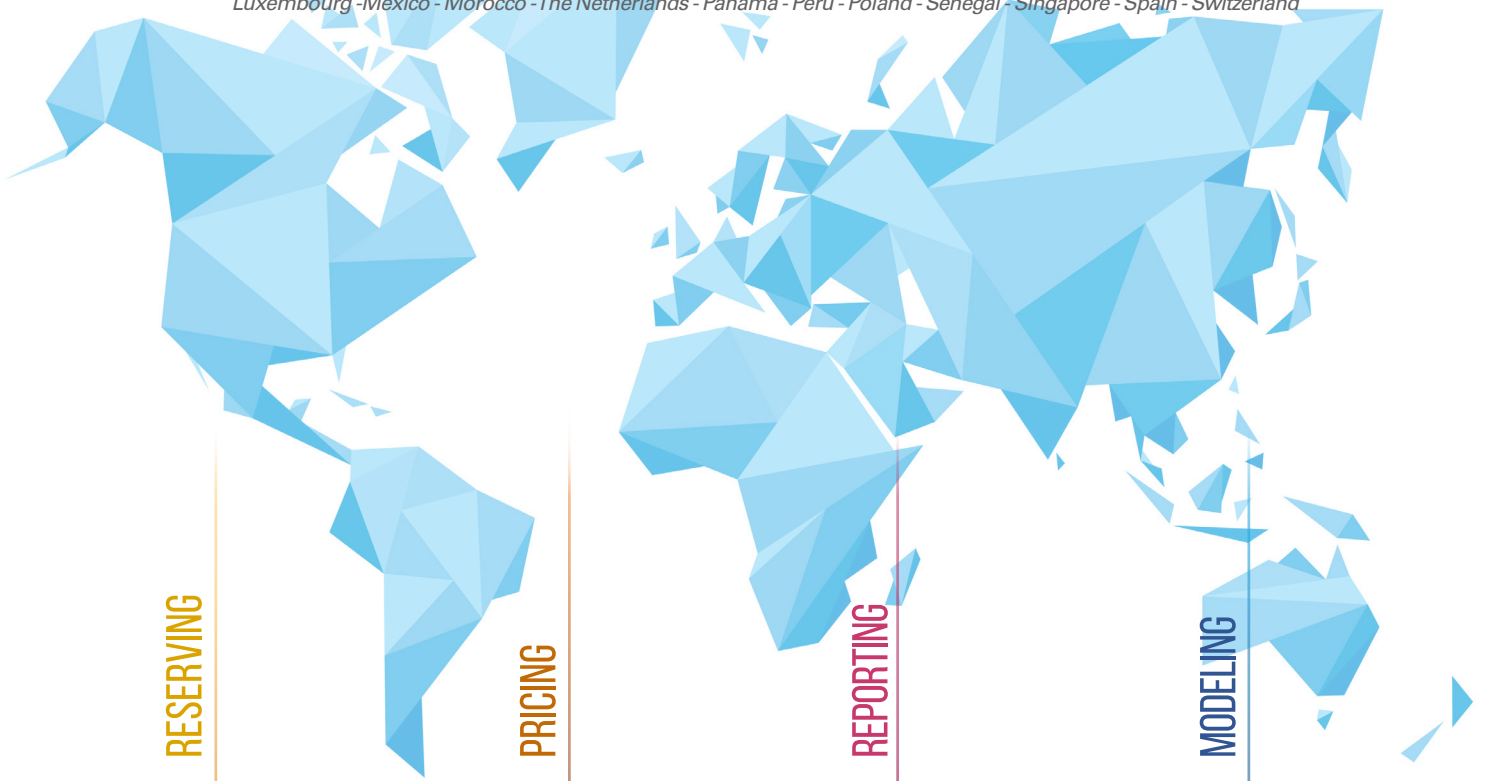 Luxembourg -Mexico - Morocco -The Netherlands - Panama - Peru - Poland - Senegal - Singapore - Spain - Switzerland
RESERVING
PRICING
REPORTING
MODELING